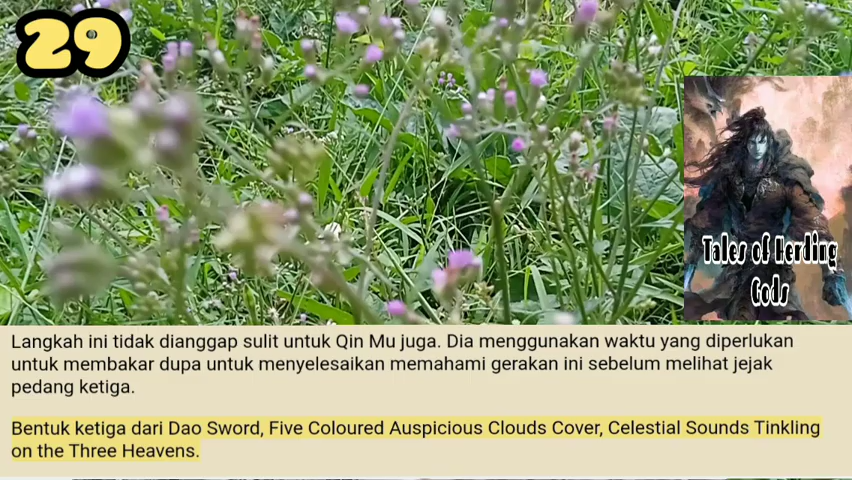 29
Tales of Herding
Gods
Langkah ini tidak dianggap sulit untuk Qin Mu juga. Dia menggunakan waktu yang diperlukan
untuk membakar dupa untuk menyelesaikan memahami gerakan ini sebelum melihat jejak
pedang ketiga.
Bentuk ketiga dari Dao Sword, Five Coloured Auspicious Clouds Cover, Celestial Sounds Tinkling
on the Three Heavens.